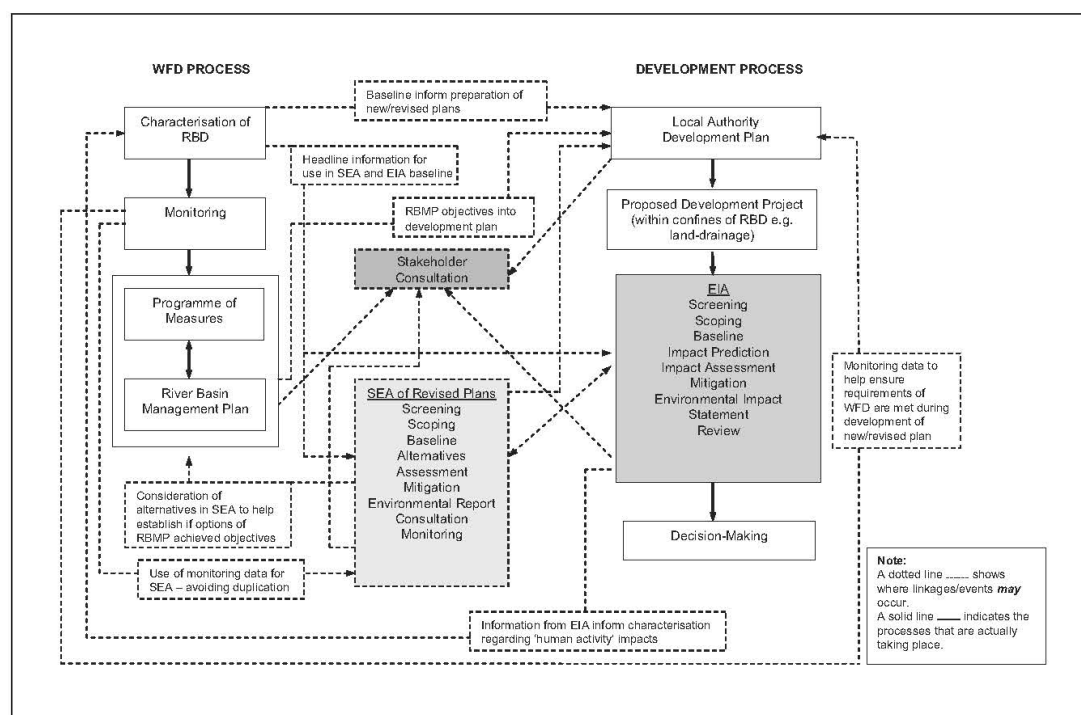 WFD PROCESS
DEVELOPMENT PROCESS
Baseline inform preparation of
new/revised plans
Characterisation of
RBD
Local Authority
Development Plan
Headline information for
use in SEA and EIA baseline
Monitoring
RBMP objectives into
development plan
Proposed Development Project
(within confines of RBD e.g.
land-drainage)
Stakeholder
Consultation
Programme of
Measures
River Basin
Management Plan
EIA
Screening
Scoping
Baseline
Impact Prediction
Impact Assessment
Mitigation
Environmental Impact
Statement
Review
Monitoring data to
help ensure
requirements of
WFD are met during
development of
new/revised plan
SEA of Revised Plans
Screening
Scoping
Baseline
Alternatives
Assessment
Mitigation
Environmental Report
Consultation
Monitoring
Consideration of
alternatives in SEA to help
establish if options of
RBMP achieved objectives
Decision-Making
Use of monitoring data for
SEA – avoiding duplication
Information from EIA inform characterisation
regarding 'human activity' impacts
Note:
A dotted line ..... shows
where linkages/events may
occur.
A solid line ___ indicates the
processes that are actually
taking place.